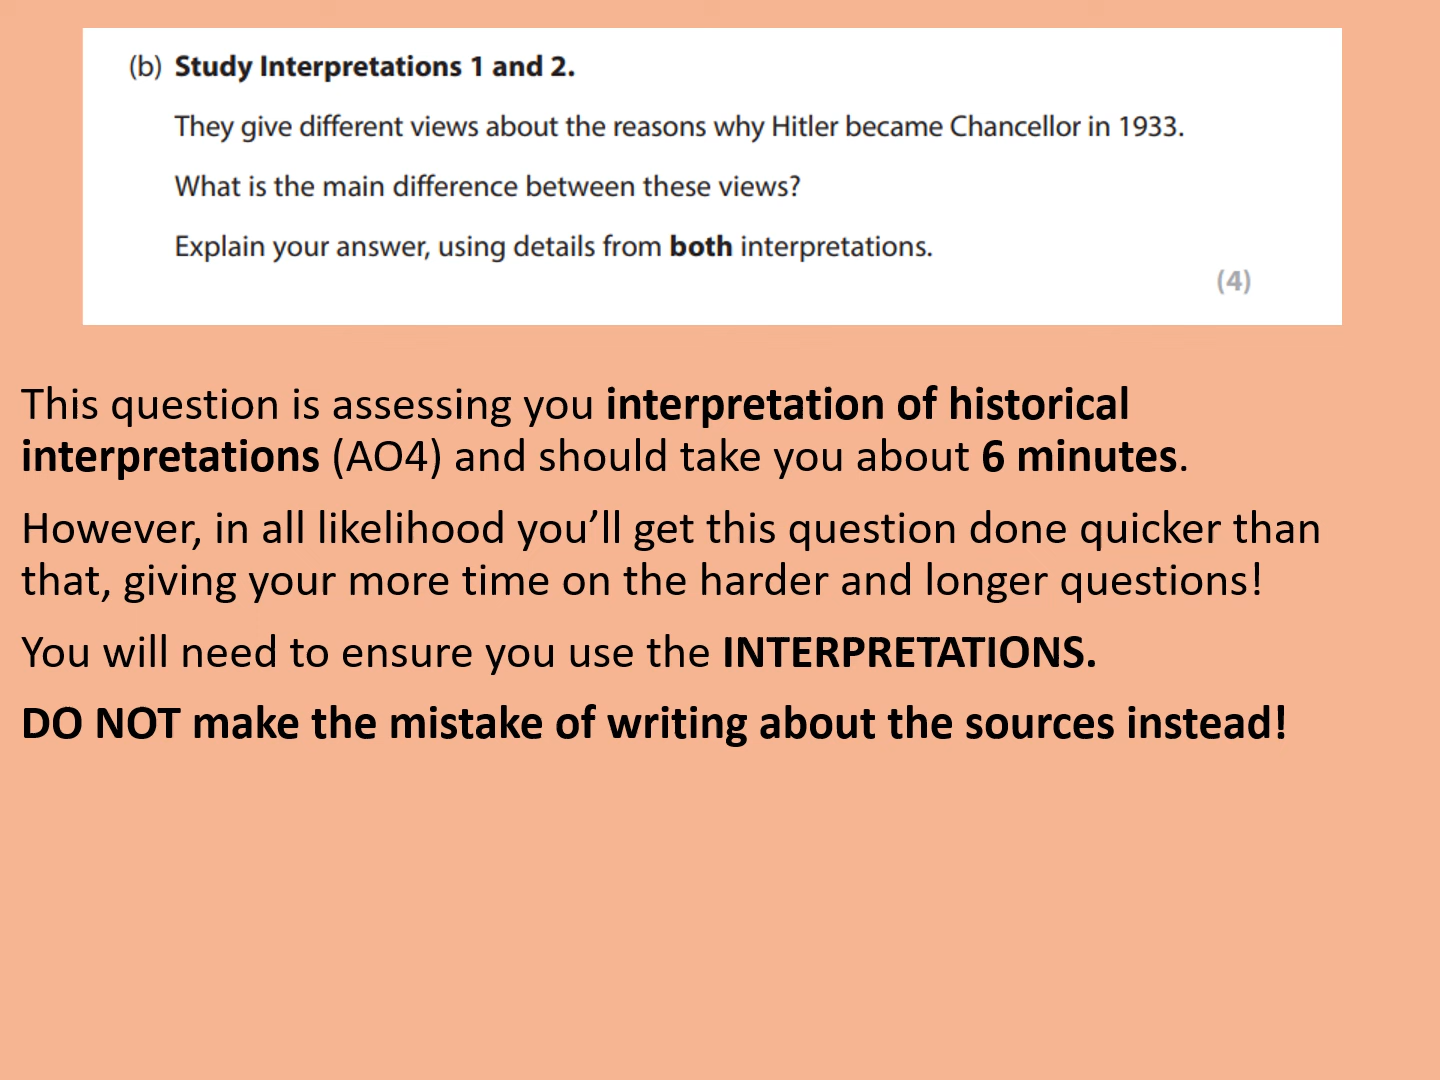 (b) Study Interpretations 1 and 2.
They give different views about the reasons why Hitler became Chancellor in 1933.
What is the main difference between these views?
Explain your answer, using details from both interpretations.
(4)
This question is assessing you interpretation of historical
interpretations (AO4) and should take you about 6 minutes.
However, in all likelihood you’ll get this question done quicker than
that, giving your more time on the harder and longer questions!
You will need to ensure you use the INTERPRETATIONS.
DO NOT make the mistake of writing about the sources instead!